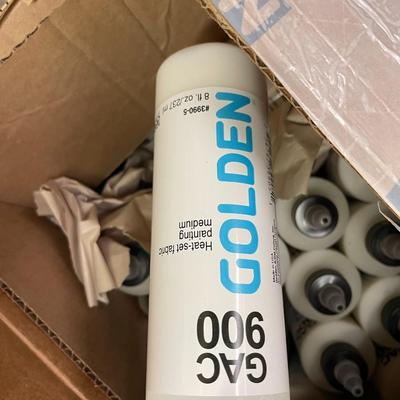 GAC
900
GOLDEN
Heat-set fabric
painting
medium
#3990-5
8 fl. oz./237 ml